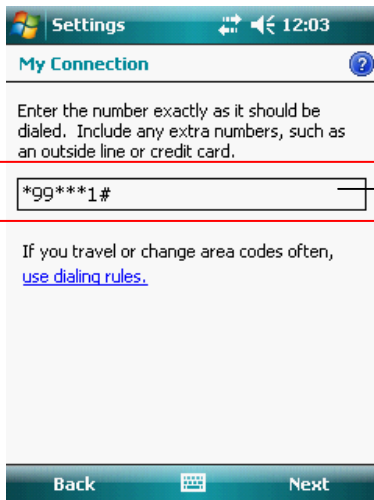 Settings 12:03
My Connection
Enter the number exactly as it should be
dialed. Include any extra numbers, such as
an outside line or credit card.
*99***1#
If you travel or change area codes often,
use dialing rules.
Back Next